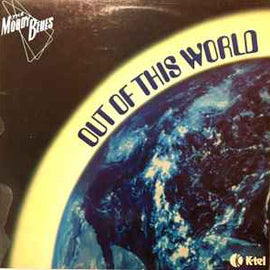 THE
MOODY BLUES
OUT OF THIS WORLD
K-tel